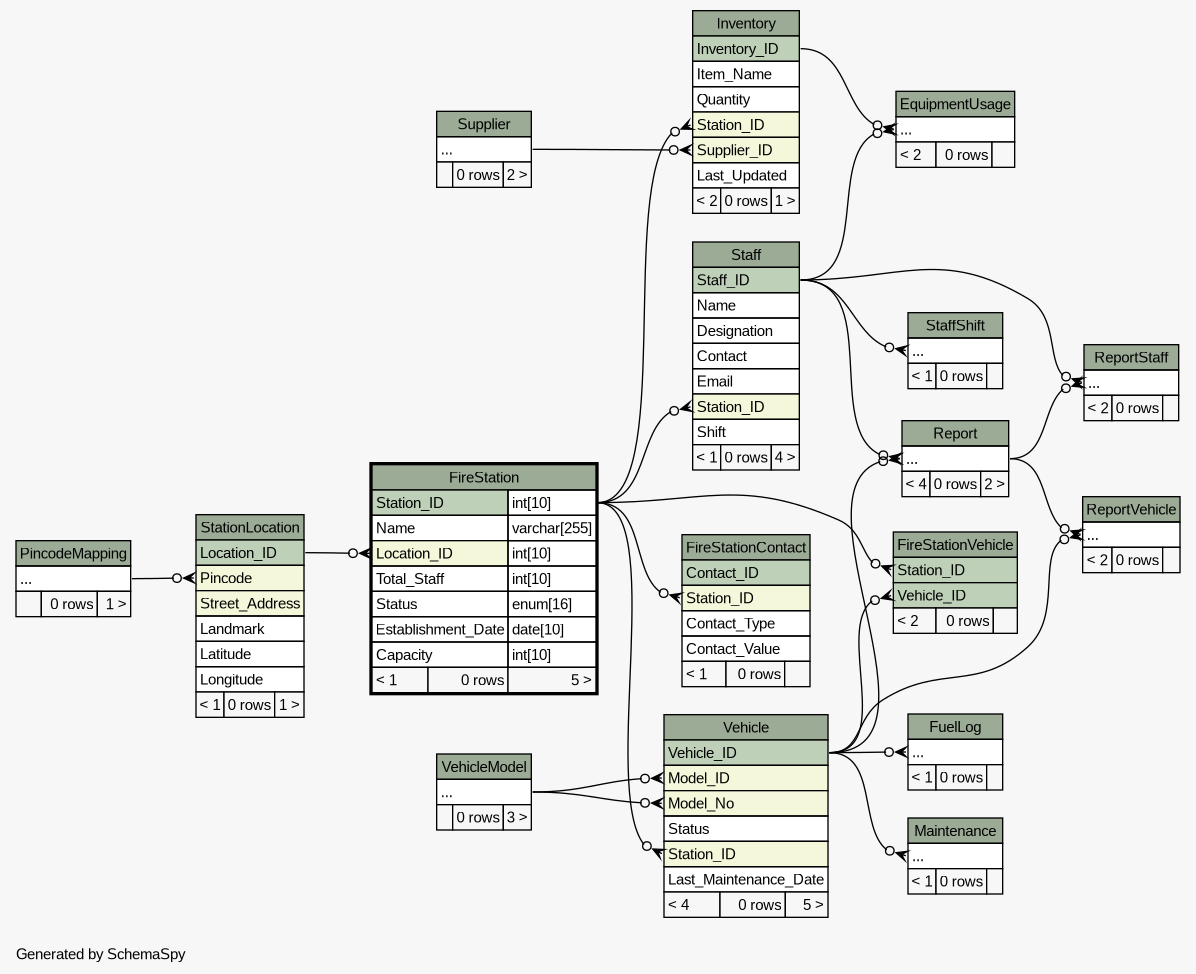 Inventory
Inventory_ID
Item_Name
Quantity
Station_ID
Supplier_ID
Last_Updated
< 2 0 rows 1 >
EquipmentUsage
...
< 2 0 rows
Supplier
...
0 rows 2 >
Staff
Staff_ID
Name
Designation
Contact
Email
Station_ID
Shift
< 1 0 rows 4 >
StaffShift
...
< 1 0 rows
ReportStaff
...
< 2 0 rows
Report
...
< 4 0 rows 2 >
ReportVehicle
...
< 2 0 rows
FireStation
Station_ID int[10]
Name varchar[255]
Location_ID int[10]
Total_Staff int[10]
Status enum[16]
Establishment_Date date[10]
Capacity int[10]
< 1 0 rows 5 >
StationLocation
Location_ID
Pincode
Street_Address
Landmark
Latitude
Longitude
< 1 0 rows 1 >
PincodeMapping
...
0 rows 1 >
FireStationContact
Contact_ID
Station_ID
Contact_Type
Contact_Value
< 1 0 rows
FireStationVehicle
Station_ID
Vehicle_ID
< 2 0 rows
Vehicle
Vehicle_ID
Model_ID
Model_No
Status
Station_ID
Last_Maintenance_Date
< 4 0 rows 5 >
VehicleModel
...
0 rows 3 >
FuelLog
...
< 1 0 rows
Maintenance
...
< 1 0 rows
Generated by SchemaSpy